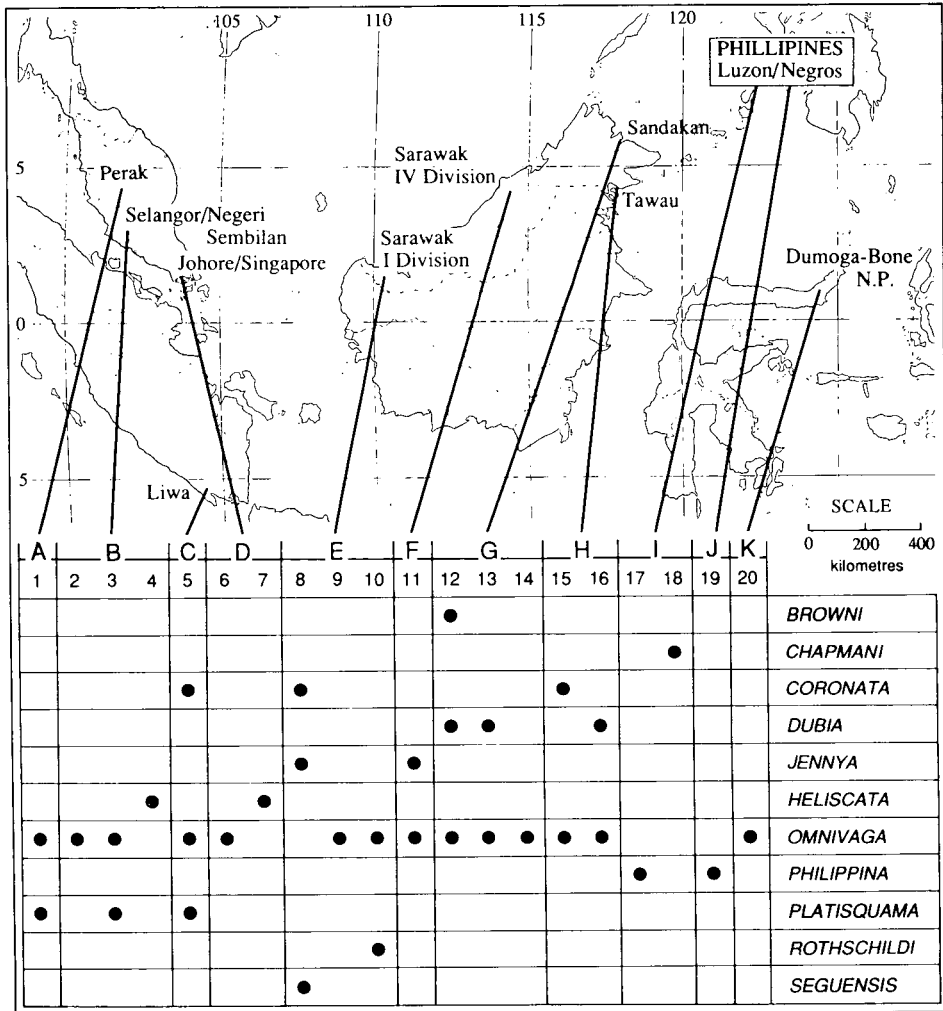 105 110 115 120
PHILLIPINES
Luzon/Negros
5
Perak
Sarawak
IV Division
Sandakan
Selangor/Negeri
Sembilan
Tawau
Johore/Singapore
Sarawak
I Division
Dumoga-Bone
N.P.
0
5
Liwa
SCALE
0 200 400
kilometres
A B C D E F G H I J K
1 2 3 4 5 6 7 8 9 10 11 12 13 14 15 16 17 18 19 20
BROWNI
CHAPMANI
CORONATA
DUBIA
JENNYA
HELISCATA
OMNIVAGA
PHILIPPINA
PLATISQUAMA
ROTHSCHILDI
SEGUENSIS